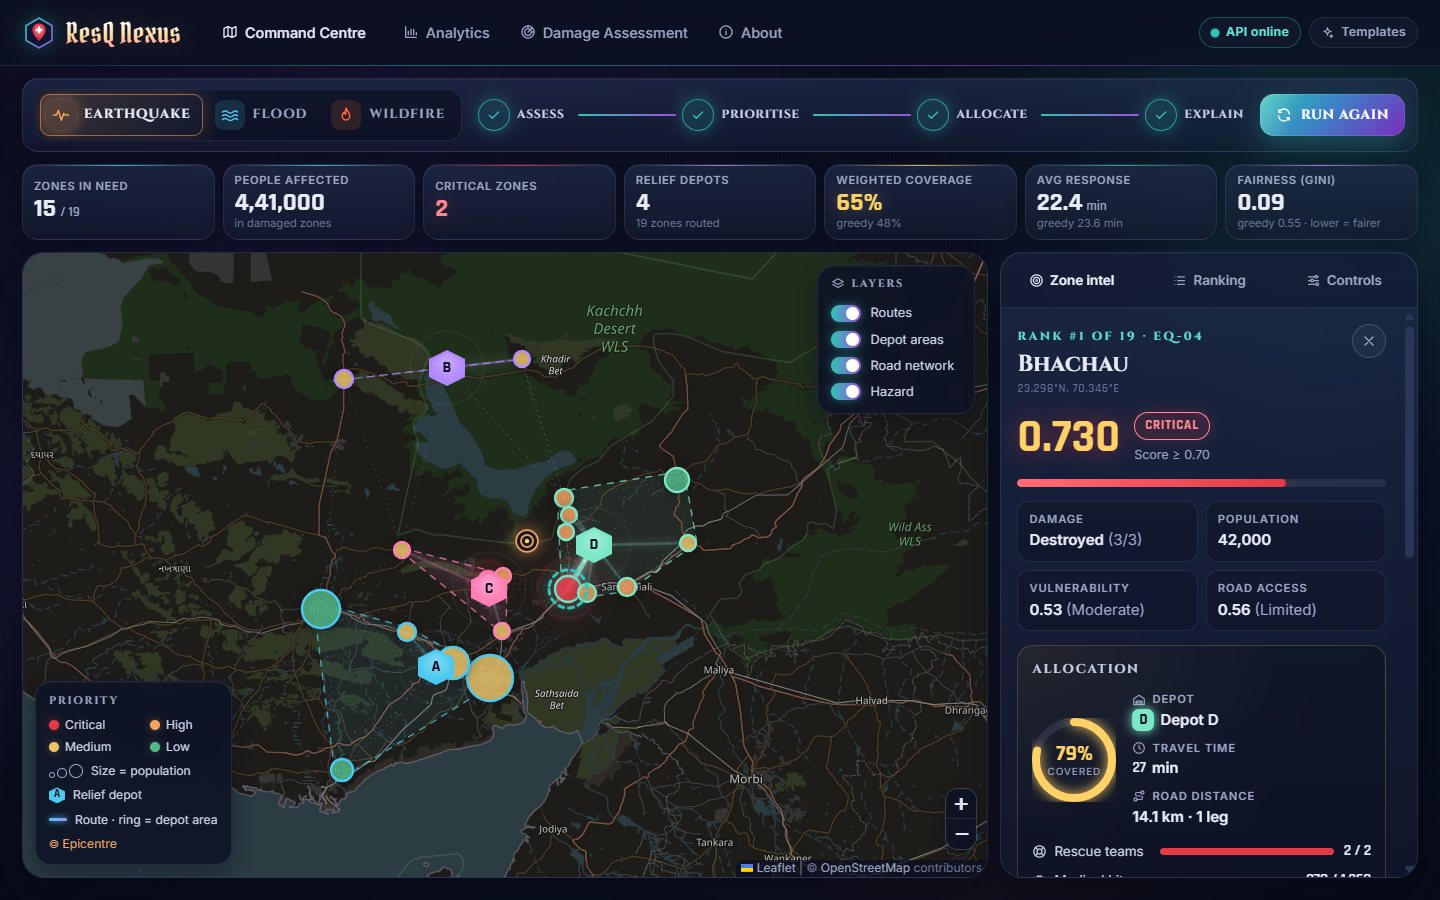 ResQ Nexus
Command Centre
Analytics
Damage Assessment
About
API online
Templates
EARTHQUAKE
FLOOD
WILDFIRE
ASSESS
PRIORITISE
ALLOCATE
EXPLAIN
RUN AGAIN
ZONES IN NEED
15 / 19
PEOPLE AFFECTED
4,41,000
in damaged zones
CRITICAL ZONES
2
RELIEF DEPOTS
4
19 zones routed
WEIGHTED COVERAGE
65%
greedy 48%
AVG RESPONSE
22.4 min
greedy 23.6 min
FAIRNESS (GINI)
0.09
greedy 0.55 · lower = fairer
Kachchh
Desert
WLS
Khadir
Bet
B
LAYERS
Routes
Depot areas
Road network
Hazard
દયાપર
નખત્રાણા
Wild Ass
WLS
D
C
A
Sathsaida
Bet
Maliya
Halvad
Morbi
Jodiya
Tankara
Wankaner
PRIORITY
Critical
High
Medium
Low
Size = population
A Relief depot
Route · ring = depot area
Epicentre
+
−
Leaflet | © OpenStreetMap contributors
Zone intel
Ranking
Controls
RANK #1 OF 19 · EQ-04
BHACHAU
23.298°N, 70.346°E
0.730
CRITICAL
Score ≥ 0.70
DAMAGE
Destroyed (3/3)
POPULATION
42,000
VULNERABILITY
0.53 (Moderate)
ROAD ACCESS
0.56 (Limited)
ALLOCATION
79%
COVERED
DEPOT
D Depot D
TRAVEL TIME
27 min
ROAD DISTANCE
14.1 km · 1 leg
Rescue teams
2 / 2